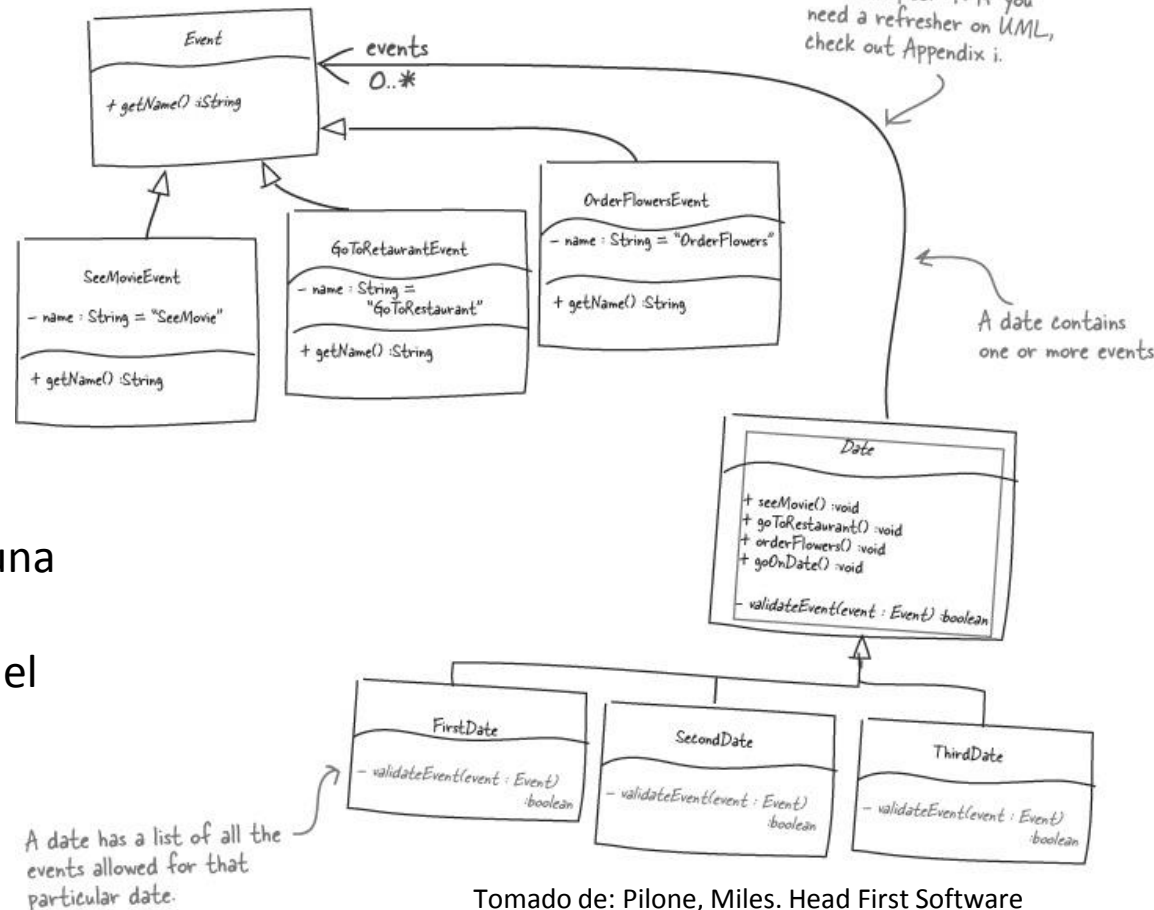 need a refresher on UML,
check out Appendix i.
Event
+ getName() :iString
events
0..*
OrderFlowersEvent
- name : String = "OrderFlowers"
+ getName() :String
GoToRetaurantEvent
- name : String =
"GoToRestaurant"
+ getName() :String
SeeMovieEvent
- name : String = "SeeMovie"
+ getName() :String
A date contains
one or more events
Date
+ seeMovie() :void
+ goToRestaurant() :void
+ orderFlowers() :void
+ goOnDate() :void
- validateEvent(event : Event) :boolean
una
el
FirstDate
- validateEvent(event : Event)
:boolean
SecondDate
- validateEvent(event : Event)
:boolean
ThirdDate
- validateEvent(event : Event)
:boolean
A date has a list of all the
events allowed for that
particular date.
Tomado de: Pilone, Miles. Head First Software